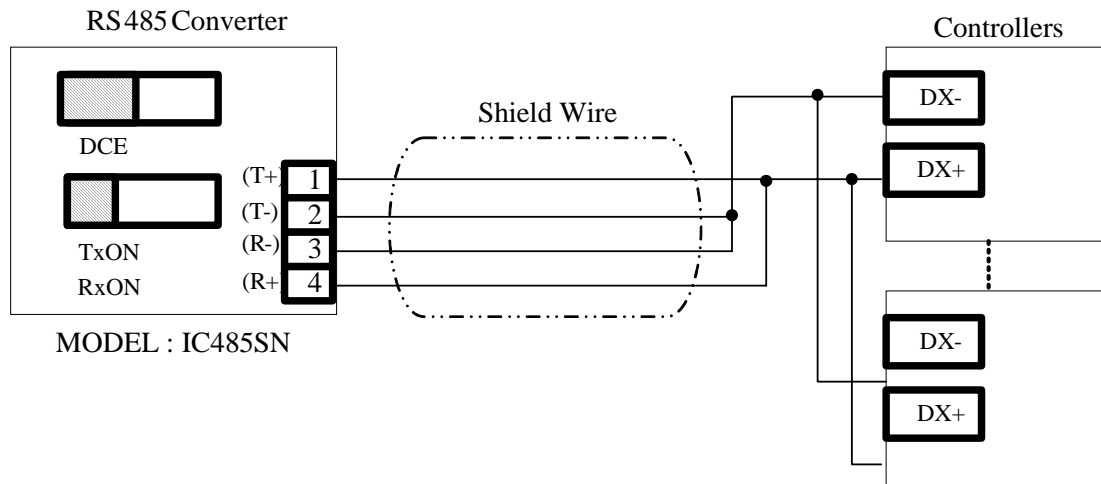 RS485 Converter
Controllers
DX-
Shield Wire
DCE
DX+
(T+) 1
(T-) 2
TxON
(R-) 3
RxON
(R+) 4
MODEL : IC485SN
DX-
DX+